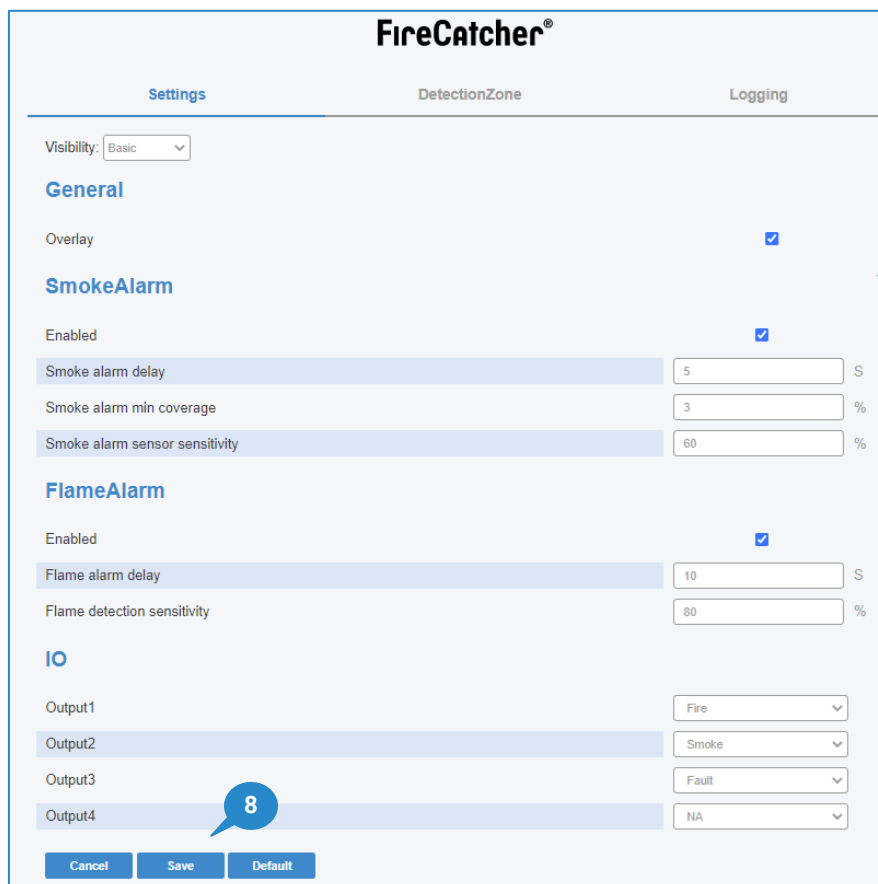 FireCatcher®
Settings DetectionZone Logging
Visibility: Basic
General
Overlay
SmokeAlarm
Enabled
Smoke alarm delay 5 S
Smoke alarm min coverage 3 %
Smoke alarm sensor sensitivity 60 %
FlameAlarm
Enabled
Flame alarm delay 10 S
Flame detection sensitivity 80 %
IO
Output1 Fire
Output2 Smoke
Output3 Fault
8
Output4 NA
Cancel Save Default